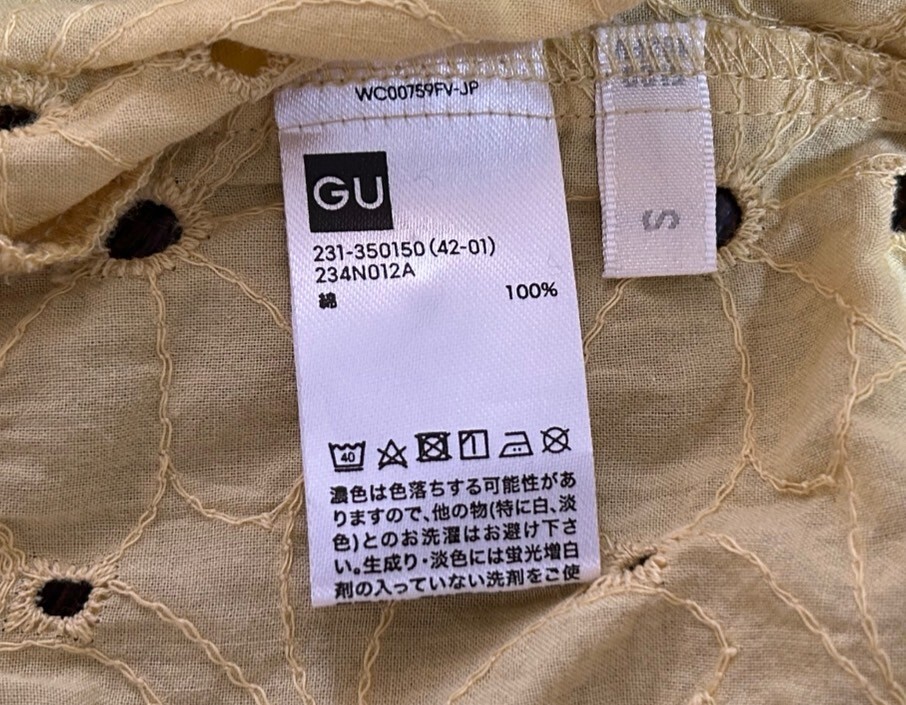 WC00759FV-JP
GU
231-350150 (42-01)
234N012A
綿 100%
40
濃色は色落ちする可能性があ
りますので、他の物(特に白、淡
色)とのお洗濯はお避け下さ
い。生成り・淡色には蛍光増白
剤の入っていない洗剤をご使
S